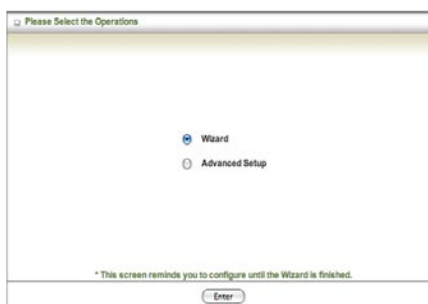 Please Select the Operations
Wizard
Advanced Setup
* This screen reminds you to configure until the Wizard is finished.
Enter